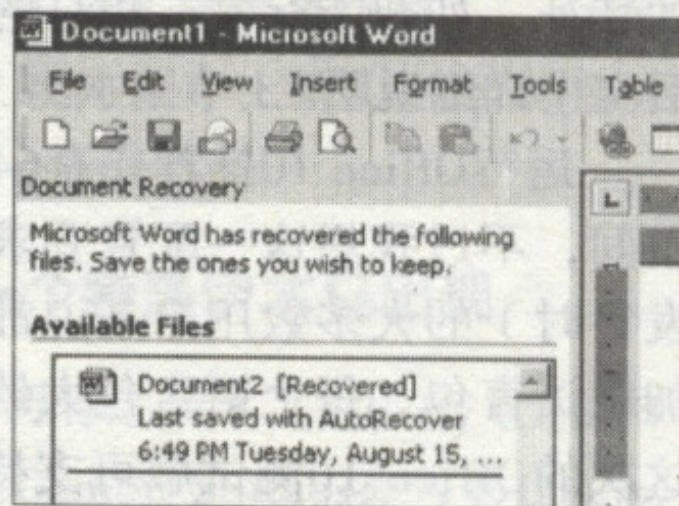 Document1 - Microsoft Word
File Edit View Insert Format Tools Table
Document Recovery
Microsoft Word has recovered the following
files. Save the ones you wish to keep.
Available Files
Document2 [Recovered]
Last saved with AutoRecover
6:49 PM Tuesday, August 15, ...